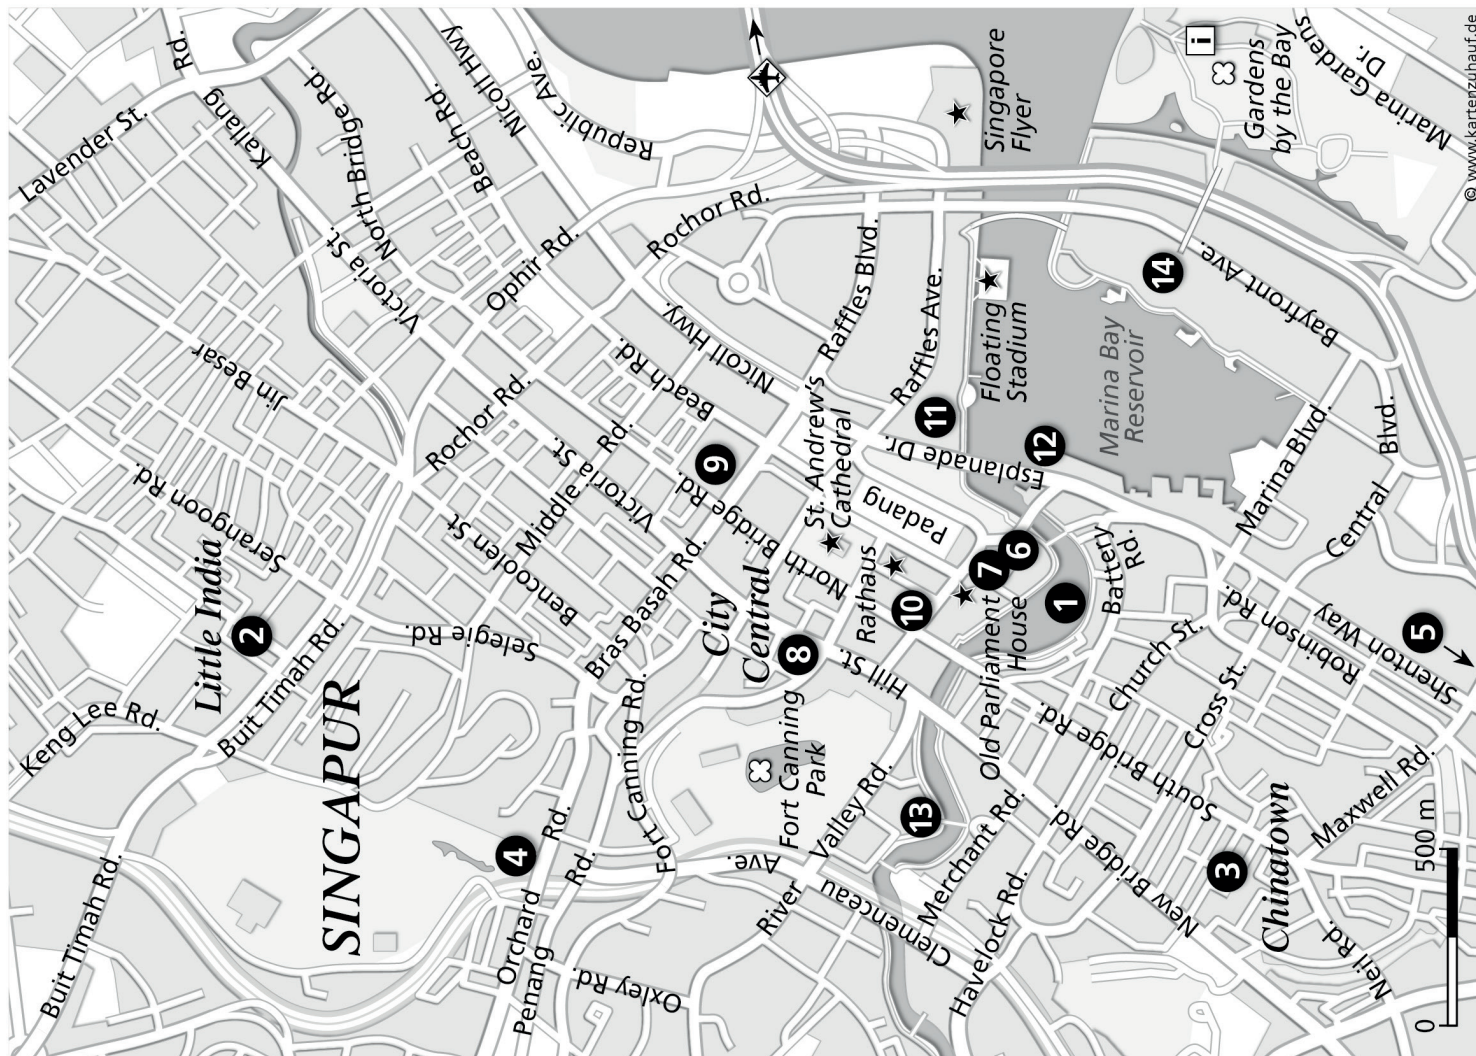 Lavender St.
Rd.
Kallang
North Bridge Rd.
Beach Rd.
Nicoll Hwy
Republic Ave.
Singapore
Flyer
i
Gardens
by the Bay
Marina Gardens
Dr.
© www.kartenzuhauf.de
Victoria St.
Victoria
Ophir Rd.
Rochor Rd.
Jln Besar
Serangoon Rd.
Rochor Rd.
Beach Rd.
Nicoll Hwy.
Raffles Blvd.
Raffles Ave.
Floating
Stadium
14
Bayfront Ave.
Marina Bay
Reservoir
Little India
2
Buit Timah Rd.
Keng Lee Rd.
Selegie Rd.
Bencoolen St
Middle Rd.
Victoria St.
9
North Bridge Rd.
Bras Basah Rd.
City
Central
St. Andrew's
Cathedral
11
Esplanade Dr.
12
Padang
Rathaus
10
7
6
1
Old Parliament
House
Battery
Rd.
Marina Blvd.
Central Blvd.
SINGAPUR
Buit Timah Rd.
4
Orchard Rd.
Penang Rd.
Fort Canning Rd.
8
Hill St.
Fort Canning
Park
River Valley Rd.
13
Clemenceau Ave.
Oxley Rd.
Merchant Rd.
Havelock Rd.
New Bridge Rd.
South Bridge Rd.
Church St.
Cross St.
Robinson Rd.
Shenton Way
5
3
Chinatown
Maxwell Rd.
Neil Rd.
0
500 m